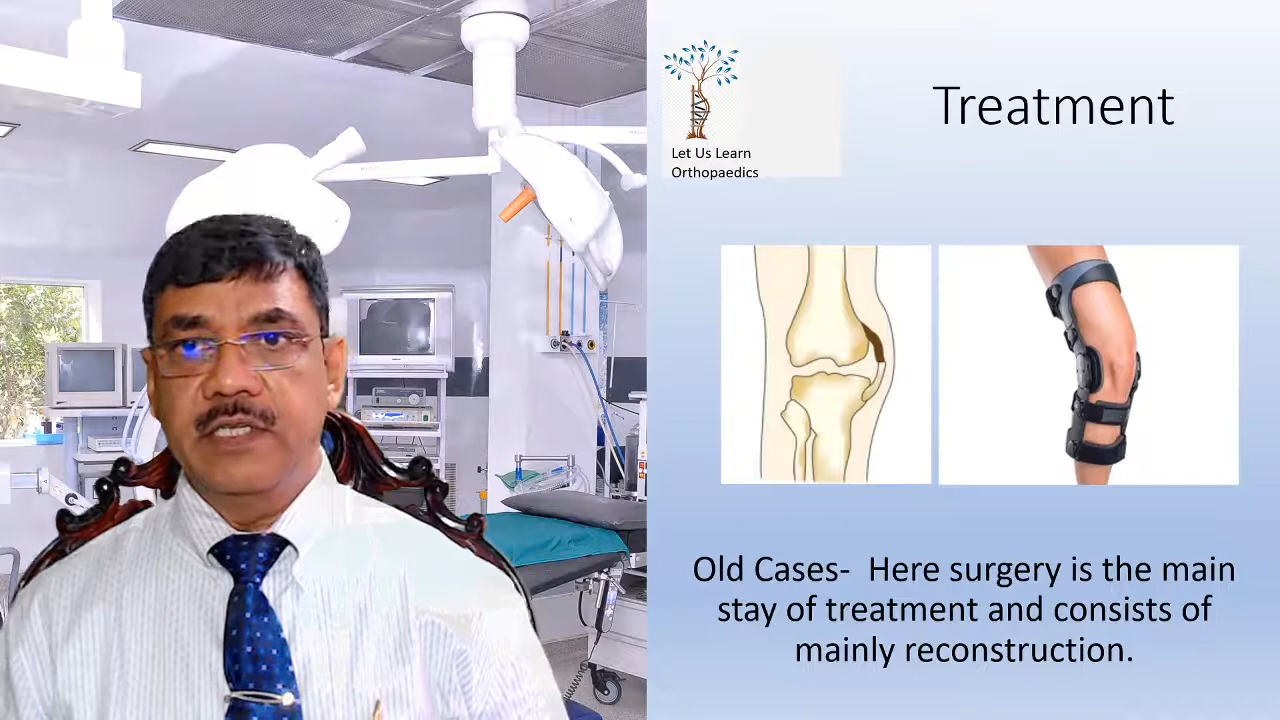 Let Us Learn
Orthopaedics
Treatment
Old Cases-  Here surgery is the main
stay of treatment and consists of
mainly reconstruction.